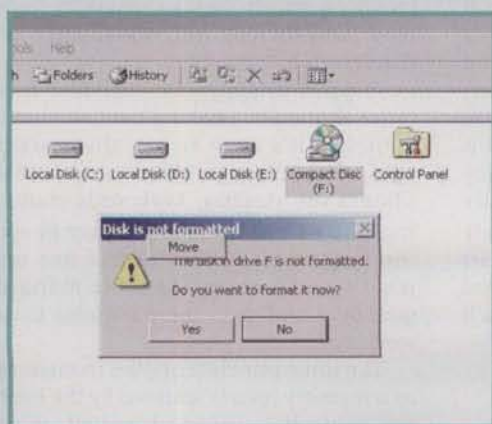 ols Help
h Folders History
Local Disk (C:) Local Disk (D:) Local Disk (E:) Compact Disc (F:) Control Panel
Disk is not formatted
Move
The disk in drive F is not formatted.
Do you want to format it now?
Yes No